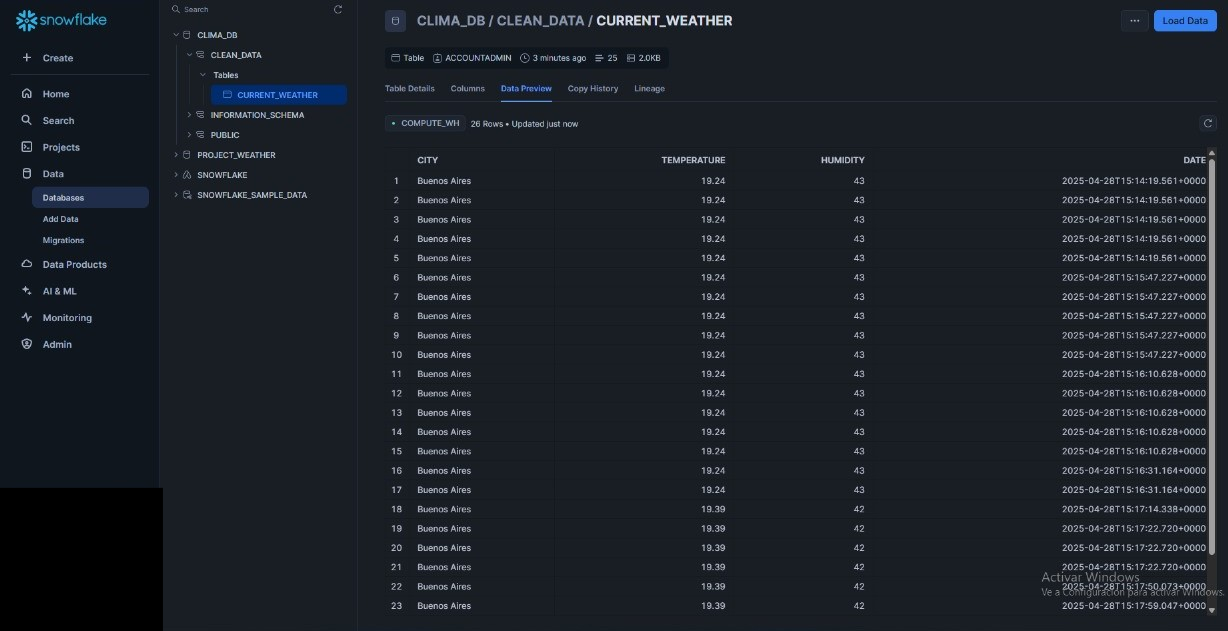 snowflake
Create
Home
Search
Projects
Data
Databases
Add Data
Migrations
Data Products
AI & ML
Monitoring
Admin
Search
CLIMA_DB
CLEAN_DATA
Tables
CURRENT_WEATHER
INFORMATION_SCHEMA
PUBLIC
PROJECT_WEATHER
SNOWFLAKE
SNOWFLAKE_SAMPLE_DATA
CLIMA_DB / CLEAN_DATA / CURRENT_WEATHER
... Load Data
Table ACCOUNTADMIN 3 minutes ago 25 2.0KB
Table Details Columns Data Preview Copy History Lineage
• COMPUTE_WH 26 Rows • Updated just now
CITY TEMPERATURE HUMIDITY DATE
1 Buenos Aires 19.24 43 2025-04-28T15:14:19.561+0000
2 Buenos Aires 19.24 43 2025-04-28T15:14:19.561+0000
3 Buenos Aires 19.24 43 2025-04-28T15:14:19.561+0000
4 Buenos Aires 19.24 43 2025-04-28T15:14:19.561+0000
5 Buenos Aires 19.24 43 2025-04-28T15:14:19.561+0000
6 Buenos Aires 19.24 43 2025-04-28T15:15:47.227+0000
7 Buenos Aires 19.24 43 2025-04-28T15:15:47.227+0000
8 Buenos Aires 19.24 43 2025-04-28T15:15:47.227+0000
9 Buenos Aires 19.24 43 2025-04-28T15:15:47.227+0000
10 Buenos Aires 19.24 43 2025-04-28T15:15:47.227+0000
11 Buenos Aires 19.24 43 2025-04-28T15:16:10.628+0000
12 Buenos Aires 19.24 43 2025-04-28T15:16:10.628+0000
13 Buenos Aires 19.24 43 2025-04-28T15:16:10.628+0000
14 Buenos Aires 19.24 43 2025-04-28T15:16:10.628+0000
15 Buenos Aires 19.24 43 2025-04-28T15:16:10.628+0000
16 Buenos Aires 19.24 43 2025-04-28T15:16:31.164+0000
17 Buenos Aires 19.24 43 2025-04-28T15:16:31.164+0000
18 Buenos Aires 19.39 42 2025-04-28T15:17:14.338+0000
19 Buenos Aires 19.39 42 2025-04-28T15:17:22.720+0000
20 Buenos Aires 19.39 42 2025-04-28T15:17:22.720+0000
21 Buenos Aires 19.39 42 2025-04-28T15:17:22.720+0000
22 Buenos Aires 19.39 42 2025-04-28T15:17:50.073+0000
23 Buenos Aires 19.39 42 2025-04-28T15:17:59.047+0000
Activar Windows
Ve a Configuración para activar Windows.